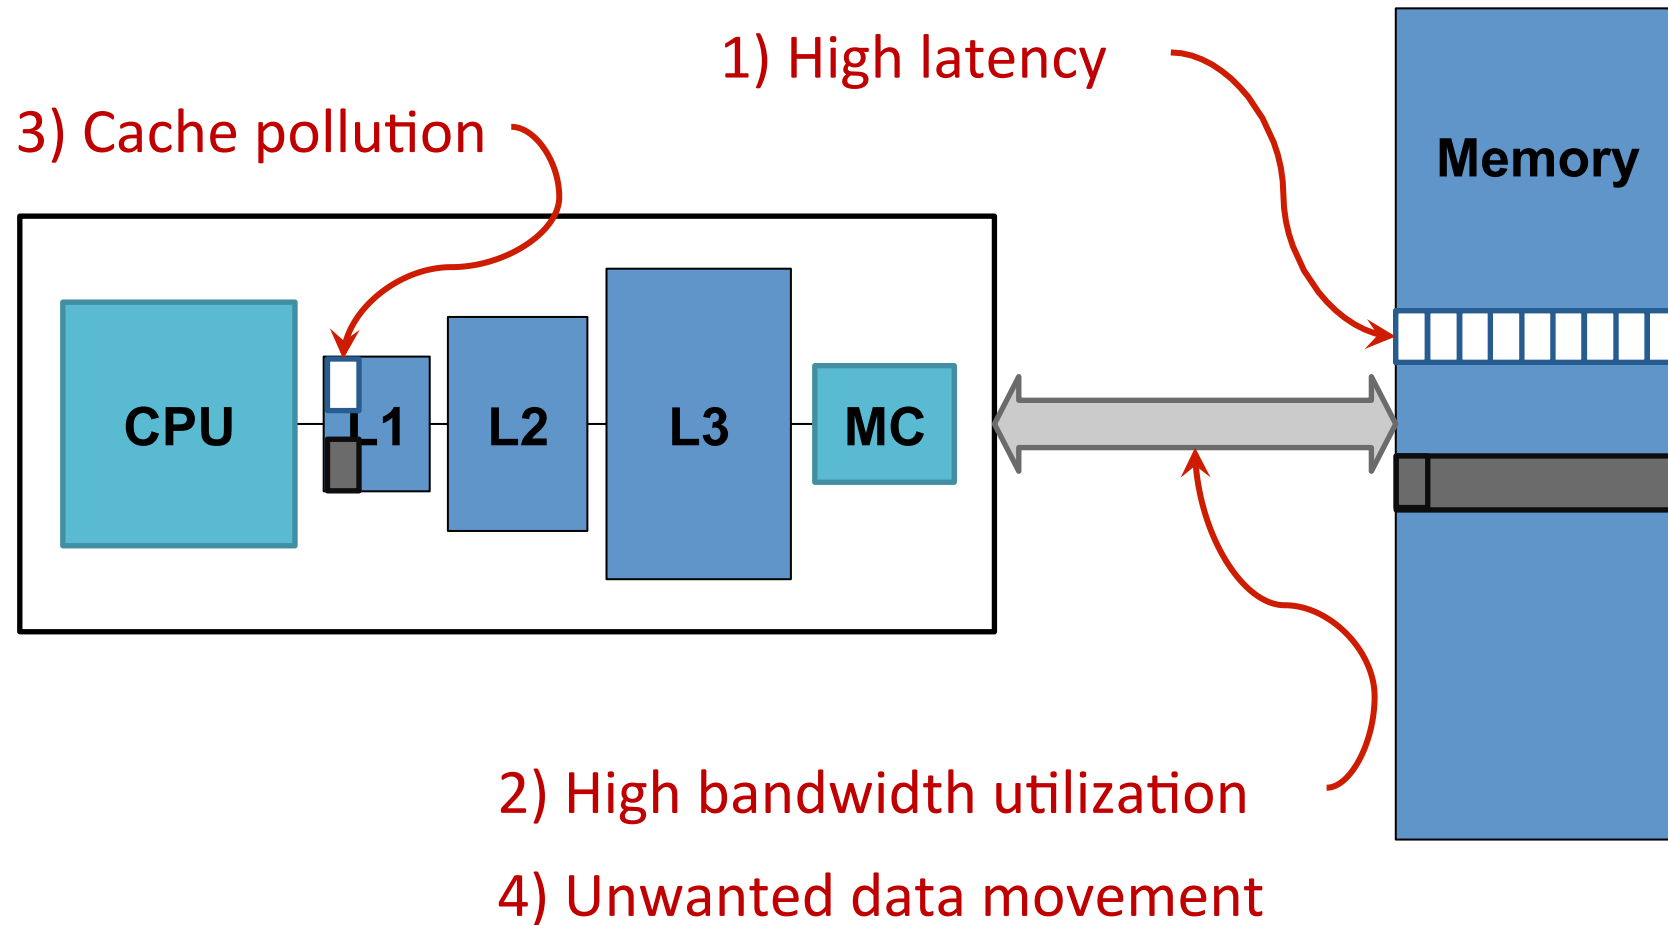 1) High latency
3) Cache pollution
Memory
CPU
L1
L2
L3
MC
2) High bandwidth utilization
4) Unwanted data movement